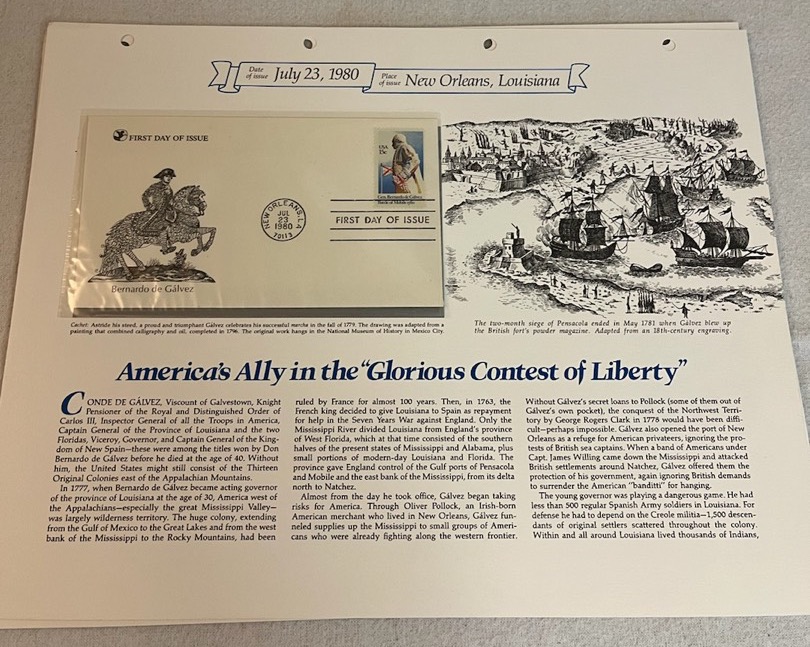 Date
of issue
July 23, 1980
Place
of issue
New Orleans, Louisiana
FIRST DAY OF ISSUE
USA
15c
Gen. Bernardo de Gálvez
Battle of Mobile 1780
NEW ORLEANS, LA
JUL
23
1980
70113
FIRST DAY OF ISSUE
Bernardo de Gálvez
Cachet: Astride his steed, a proud and triumphant Gálvez celebrates his successful marcha in the fall of 1779. The drawing was adapted from a
painting that combined calligraphy and oil, completed in 1796. The original work hangs in the National Museum of History in Mexico City.
The two-month siege of Pensacola ended in May 1781 when Gálvez blew up
the British fort's powder magazine. Adapted from an 18th-century engraving.
America's Ally in the "Glorious Contest of Liberty"
CONDE DE GÁLVEZ, Viscount of Galvestown, Knight
Pensioner of the Royal and Distinguished Order of
Carlos III, Inspector General of all the Troops in America,
Captain General of the Province of Louisiana and the two
Floridas, Viceroy, Governor, and Captain General of the King-
dom of New Spain—these were among the titles won by Don
Bernardo de Gálvez before he died at the age of 40. Without
him, the United States might still consist of the Thirteen
Original Colonies east of the Appalachian Mountains.
In 1777, when Bernardo de Gálvez became acting governor
of the province of Louisiana at the age of 30, America west of
the Appalachians—especially the great Mississippi Valley—
was largely wilderness territory. The huge colony, extending
from the Gulf of Mexico to the Great Lakes and from the west
bank of the Mississippi to the Rocky Mountains, had been
ruled by France for almost 100 years. Then, in 1763, the
French king decided to give Louisiana to Spain as repayment
for help in the Seven Years War against England. Only the
Mississippi River divided Louisiana from England's province
of West Florida, which at that time consisted of the southern
halves of the present states of Mississippi and Alabama, plus
small portions of modern-day Louisiana and Florida. The
province gave England control of the Gulf ports of Pensacola
and Mobile and the east bank of the Mississippi, from its delta
north to Natchez.
Almost from the day he took office, Gálvez began taking
risks for America. Through Oliver Pollock, an Irish-born
American merchant who lived in New Orleans, Gálvez fun-
neled supplies up the Mississippi to small groups of Ameri-
cans who were already fighting along the western frontier.
Without Gálvez's secret loans to Pollock (some of them out of
Gálvez's own pocket), the conquest of the Northwest Terri-
tory by George Rogers Clark in 1778 would have been diffi-
cult—perhaps impossible. Gálvez also opened the port of New
Orleans as a refuge for American privateers, ignoring the pro-
tests of British sea captains. When a band of Americans under
Capt. James Willing came down the Mississippi and attacked
British settlements around Natchez, Gálvez offered them the
protection of his government, again ignoring British demands
to surrender the American "banditti" for hanging.
The young governor was playing a dangerous game. He had
less than 500 regular Spanish Army soldiers in Louisiana. For
defense he had to depend on the Creole militia—1,500 descen-
dants of original settlers scattered throughout the colony.
Within and all around Louisiana lived thousands of Indians,